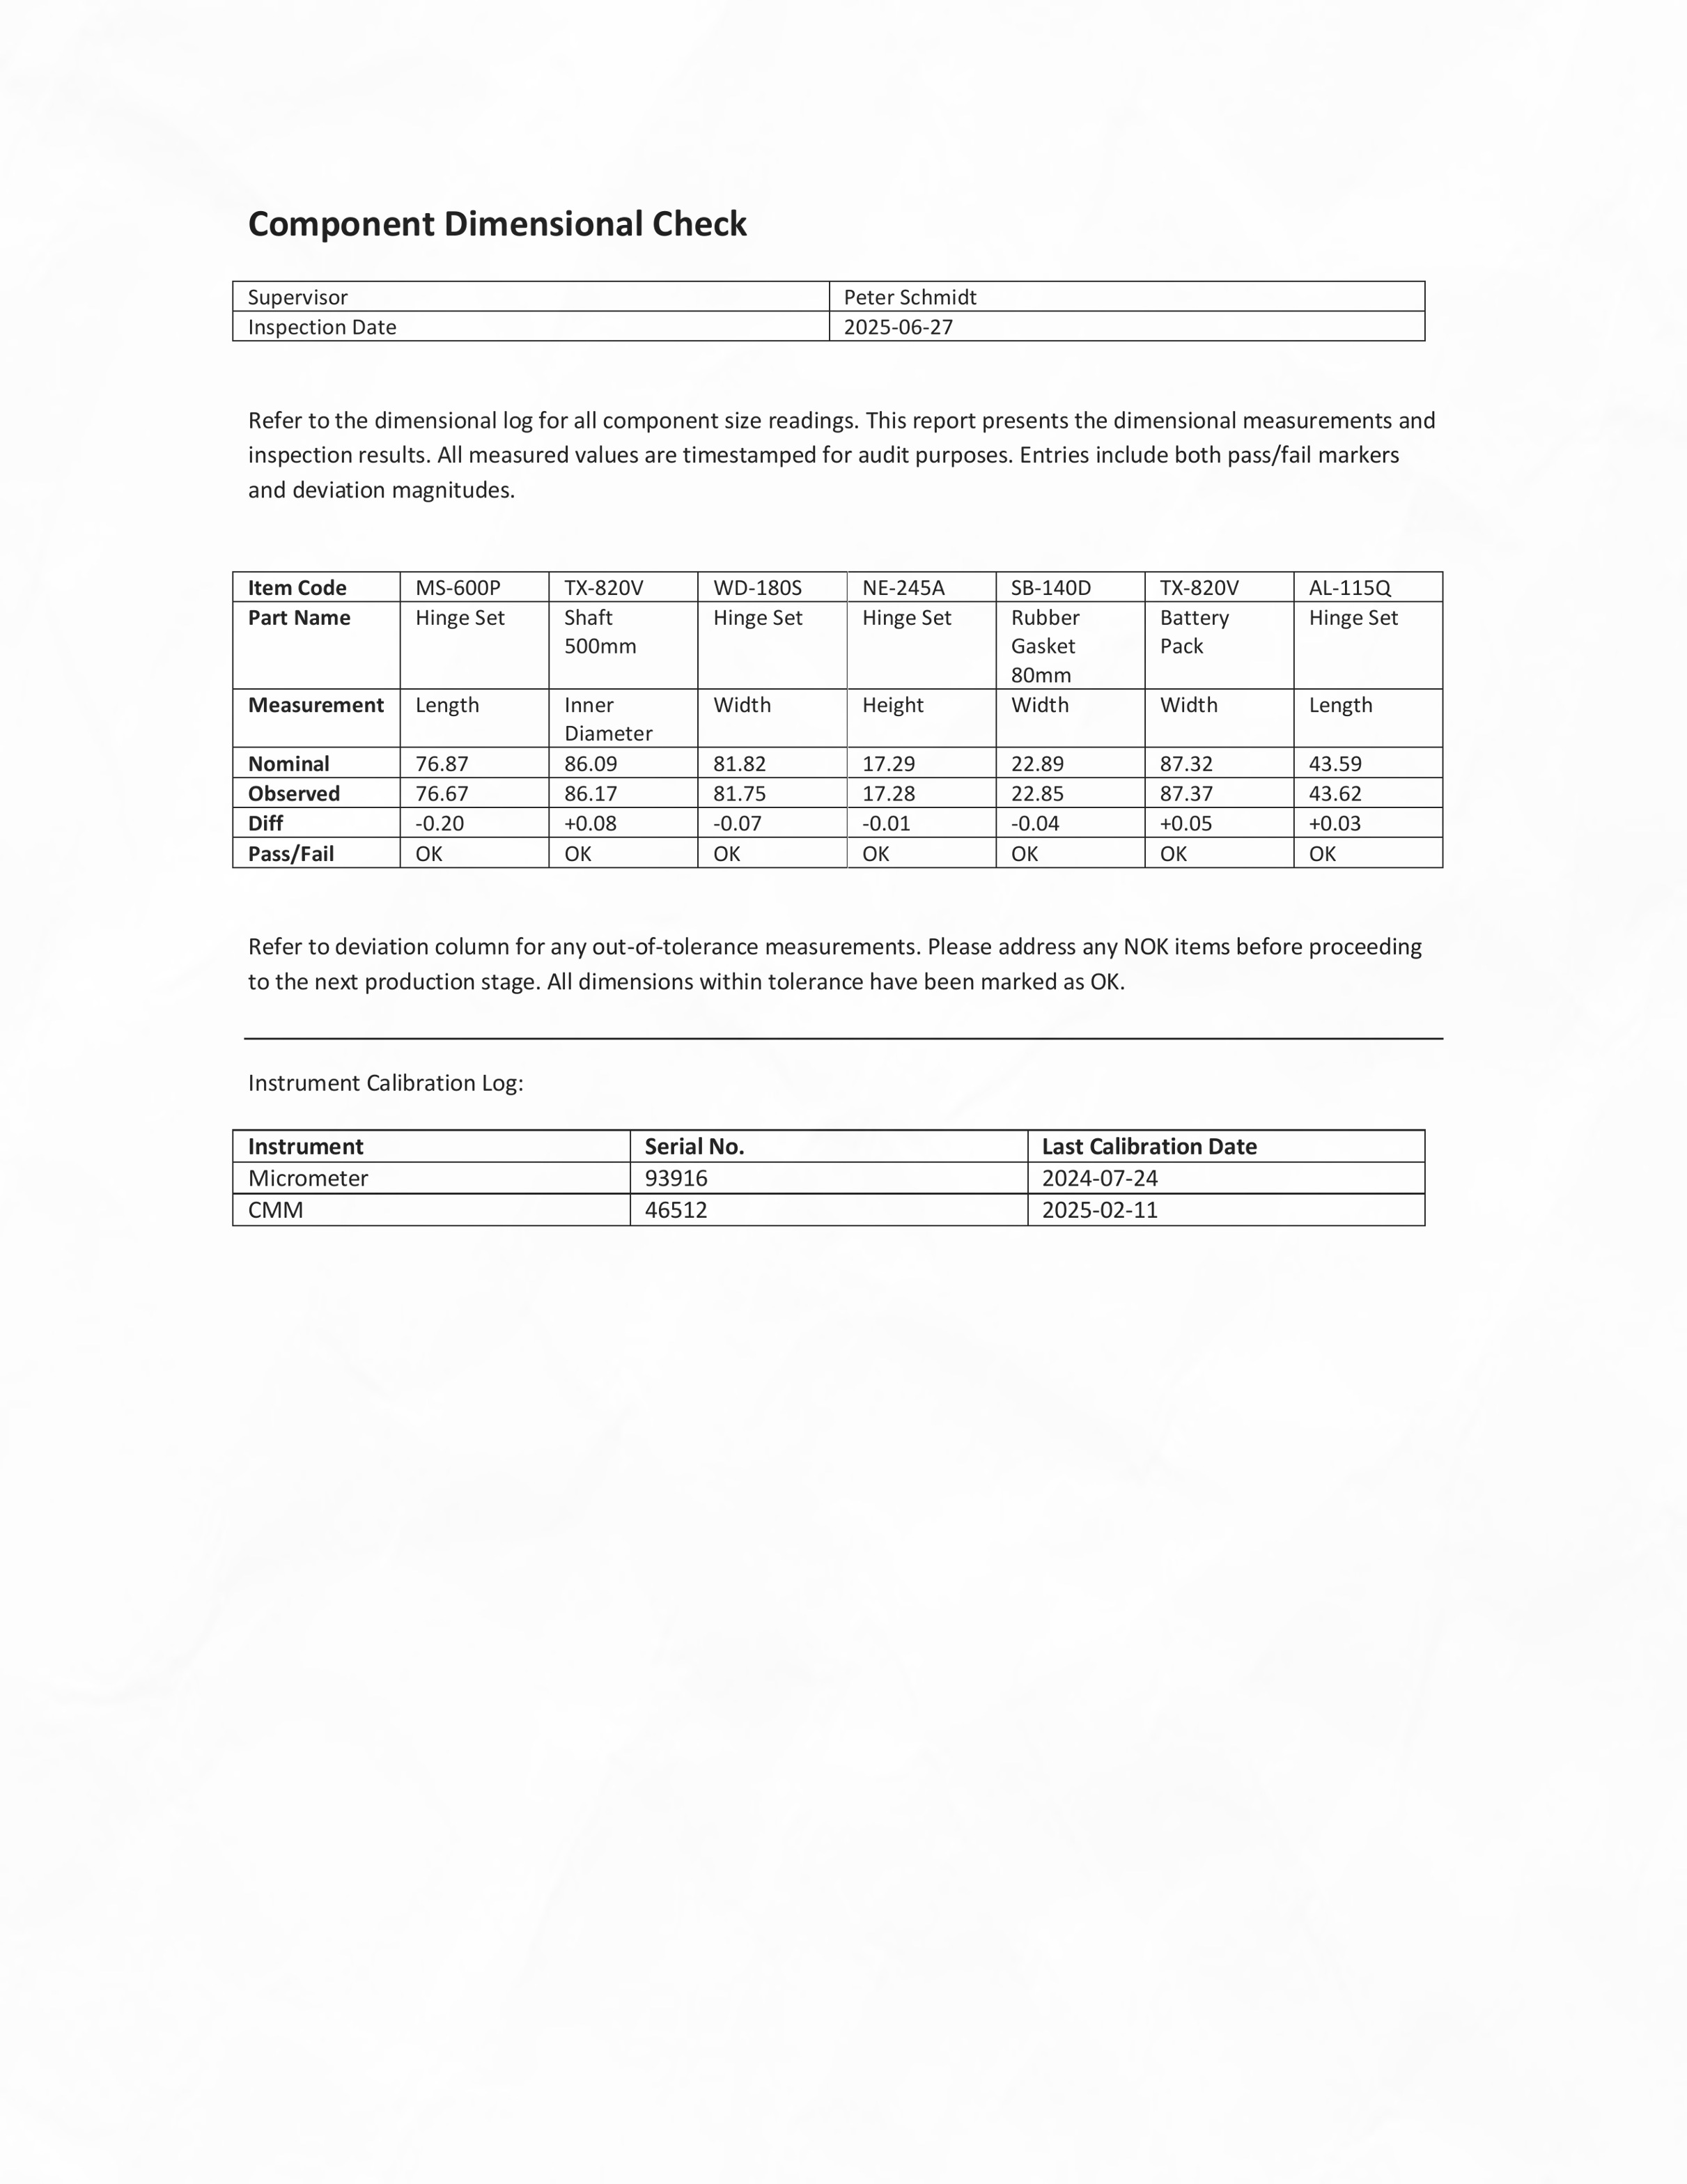 Component Dimensional Check
Supervisor Peter Schmidt
Inspection Date 2025-06-27
Refer to the dimensional log for all component size readings. This report presents the dimensional measurements and
inspection results. All measured values are timestamped for audit purposes. Entries include both pass/fail markers
and deviation magnitudes.
Item Code MS-600P TX-820V WD-180S NE-245A SB-140D TX-820V AL-115Q
Part Name Hinge Set Shaft Hinge Set Hinge Set Rubber Battery Hinge Set
500mm Gasket Pack
80mm
Measurement Length Inner Width Height Width Width Length
Diameter
Nominal 76.87 86.09 81.82 17.29 22.89 87.32 43.59
Observed 76.67 86.17 81.75 17.28 22.85 87.37 43.62
Diff -0.20 +0.08 -0.07 -0.01 -0.04 +0.05 +0.03
Pass/Fail OK OK OK OK OK OK OK
Refer to deviation column for any out-of-tolerance measurements. Please address any NOK items before proceeding
to the next production stage. All dimensions within tolerance have been marked as OK.
Instrument Calibration Log:
Instrument Serial No. Last Calibration Date
Micrometer 93916 2024-07-24
CMM 46512 2025-02-11